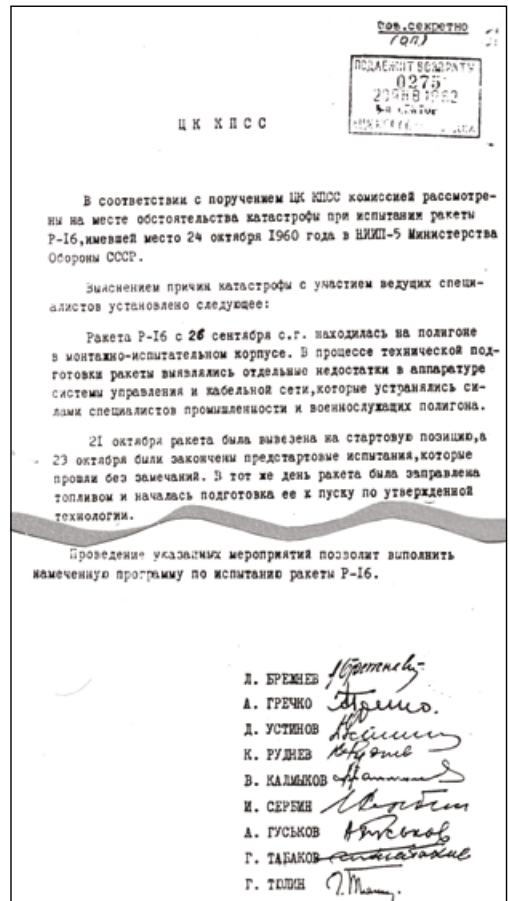 Сов.секретно
(ОП)
ПОДЛЕЖИТ ВОЗВРАТУ
0275
ЦК КПСС
В соответствии с поручением ЦК КПСС комиссией рассмотре-
ны на месте обстоятельства катастрофы при испытании ракеты
Р-16,имевшей место 24 октября 1960 года в НИИП-5 Министерства
Обороны СССР.
Выяснением причин катастрофы с участием ведущих специ-
алистов установлено следующее:
Ракета Р-16 с 26 сентября с.г. находилась на полигоне
в монтажно-испытательном корпусе. В процессе технической под-
готовки ракеты выявлялись отдельные недостатки в аппаратуре
системы управления и кабельной сети,которые устранялись си-
лами специалистов промышленности и военнослужащих полигона.
21 октября ракета была вывезена на стартовую позицию,а
23 октября были закончены предстартовые испытания,которые
прошли без замечаний. В тот же день ракета была заправлена
топливом и началась подготовка ее к пуску по утвержденной
технологии.
Проведение указанных мероприятий позволит выполнить
намеченную программу по испытанию ракеты Р-16.
Л. БРЕЖНЕВ
А. ГРЕЧКО
Д. УСТИНОВ
К. РУДНЕВ
В. КАЛМЫКОВ
И. СЕРБИН
А. ГУСЬКОВ
Г. ТАБАКОВ
Г. ТЮЛИН